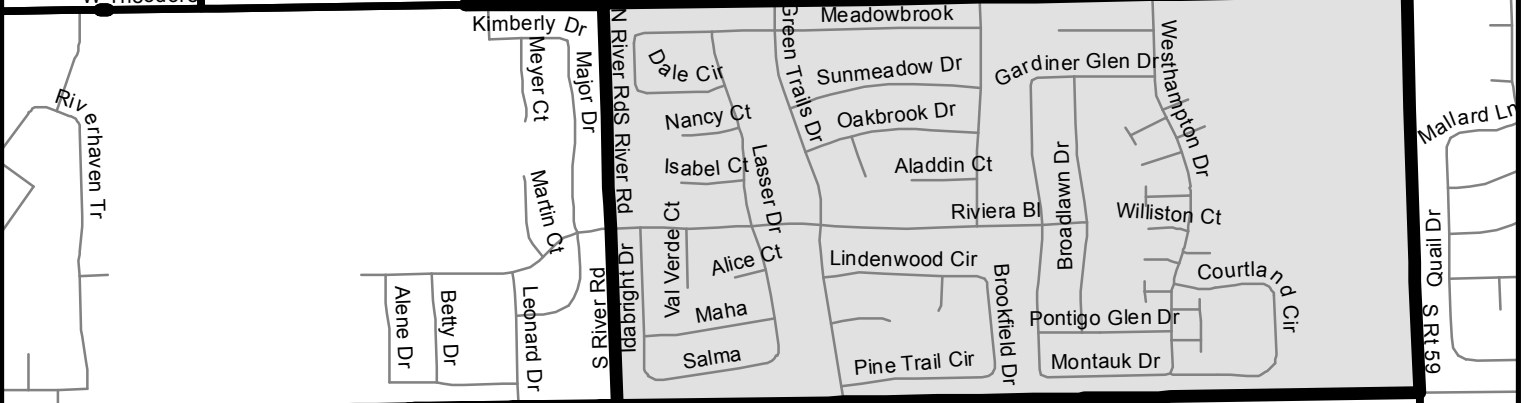 W Theodore
Kimberly Dr
Meadowbrook
N River Rd
S River Rd
Green Trails Dr
Meyer Ct
Major Dr
Dale Cir
Sunmeadow Dr
Gardiner Glen Dr
Westhampton Dr
Riverhaven Tr
Nancy Ct
Oakbrook Dr
Mallard Ln
Isabel Ct
Lasser Dr
Aladdin Ct
Broadlawn Dr
Martin Ct
Val Verde Ct
Riviera Bl
Williston Ct
Quail Dr
Alice Ct
Lindenwood Cir
Courtland Cir
Brookfield Dr
Alene Dr
Betty Dr
Leonard Dr
S River Rd
Maha
Pontigo Glen Dr
S Rt 59
Salma
Pine Trail Cir
Montauk Dr